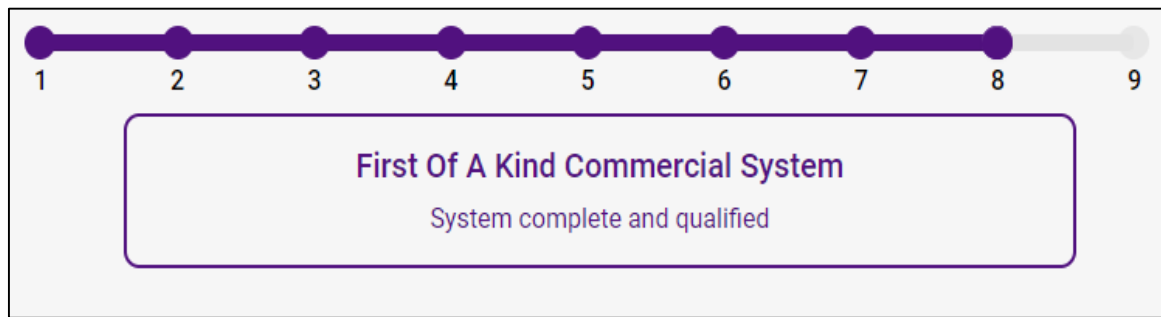 1 2 3 4 5 6 7 8 9
First Of A Kind Commercial System
System complete and qualified